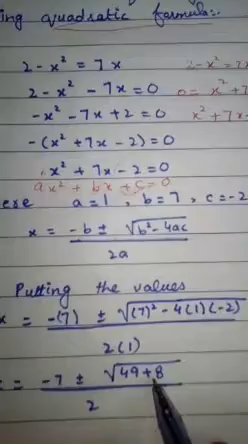 ing quadratic formula:.
2 - x² = 7x
2 - x² - 7x = 0
-x² - 7x + 2 = 0
-(x² + 7x - 2) = 0
x² + 7x - 2 = 0
ax² + bx + c = 0
ere a = 1, b = 7, c = -2
x = -b ± √b² - 4ac
2a
Putting the values
x = -(7) ± √(7)² - 4(1)(-2)
2(1)
= -7 ± √49 + 8
2